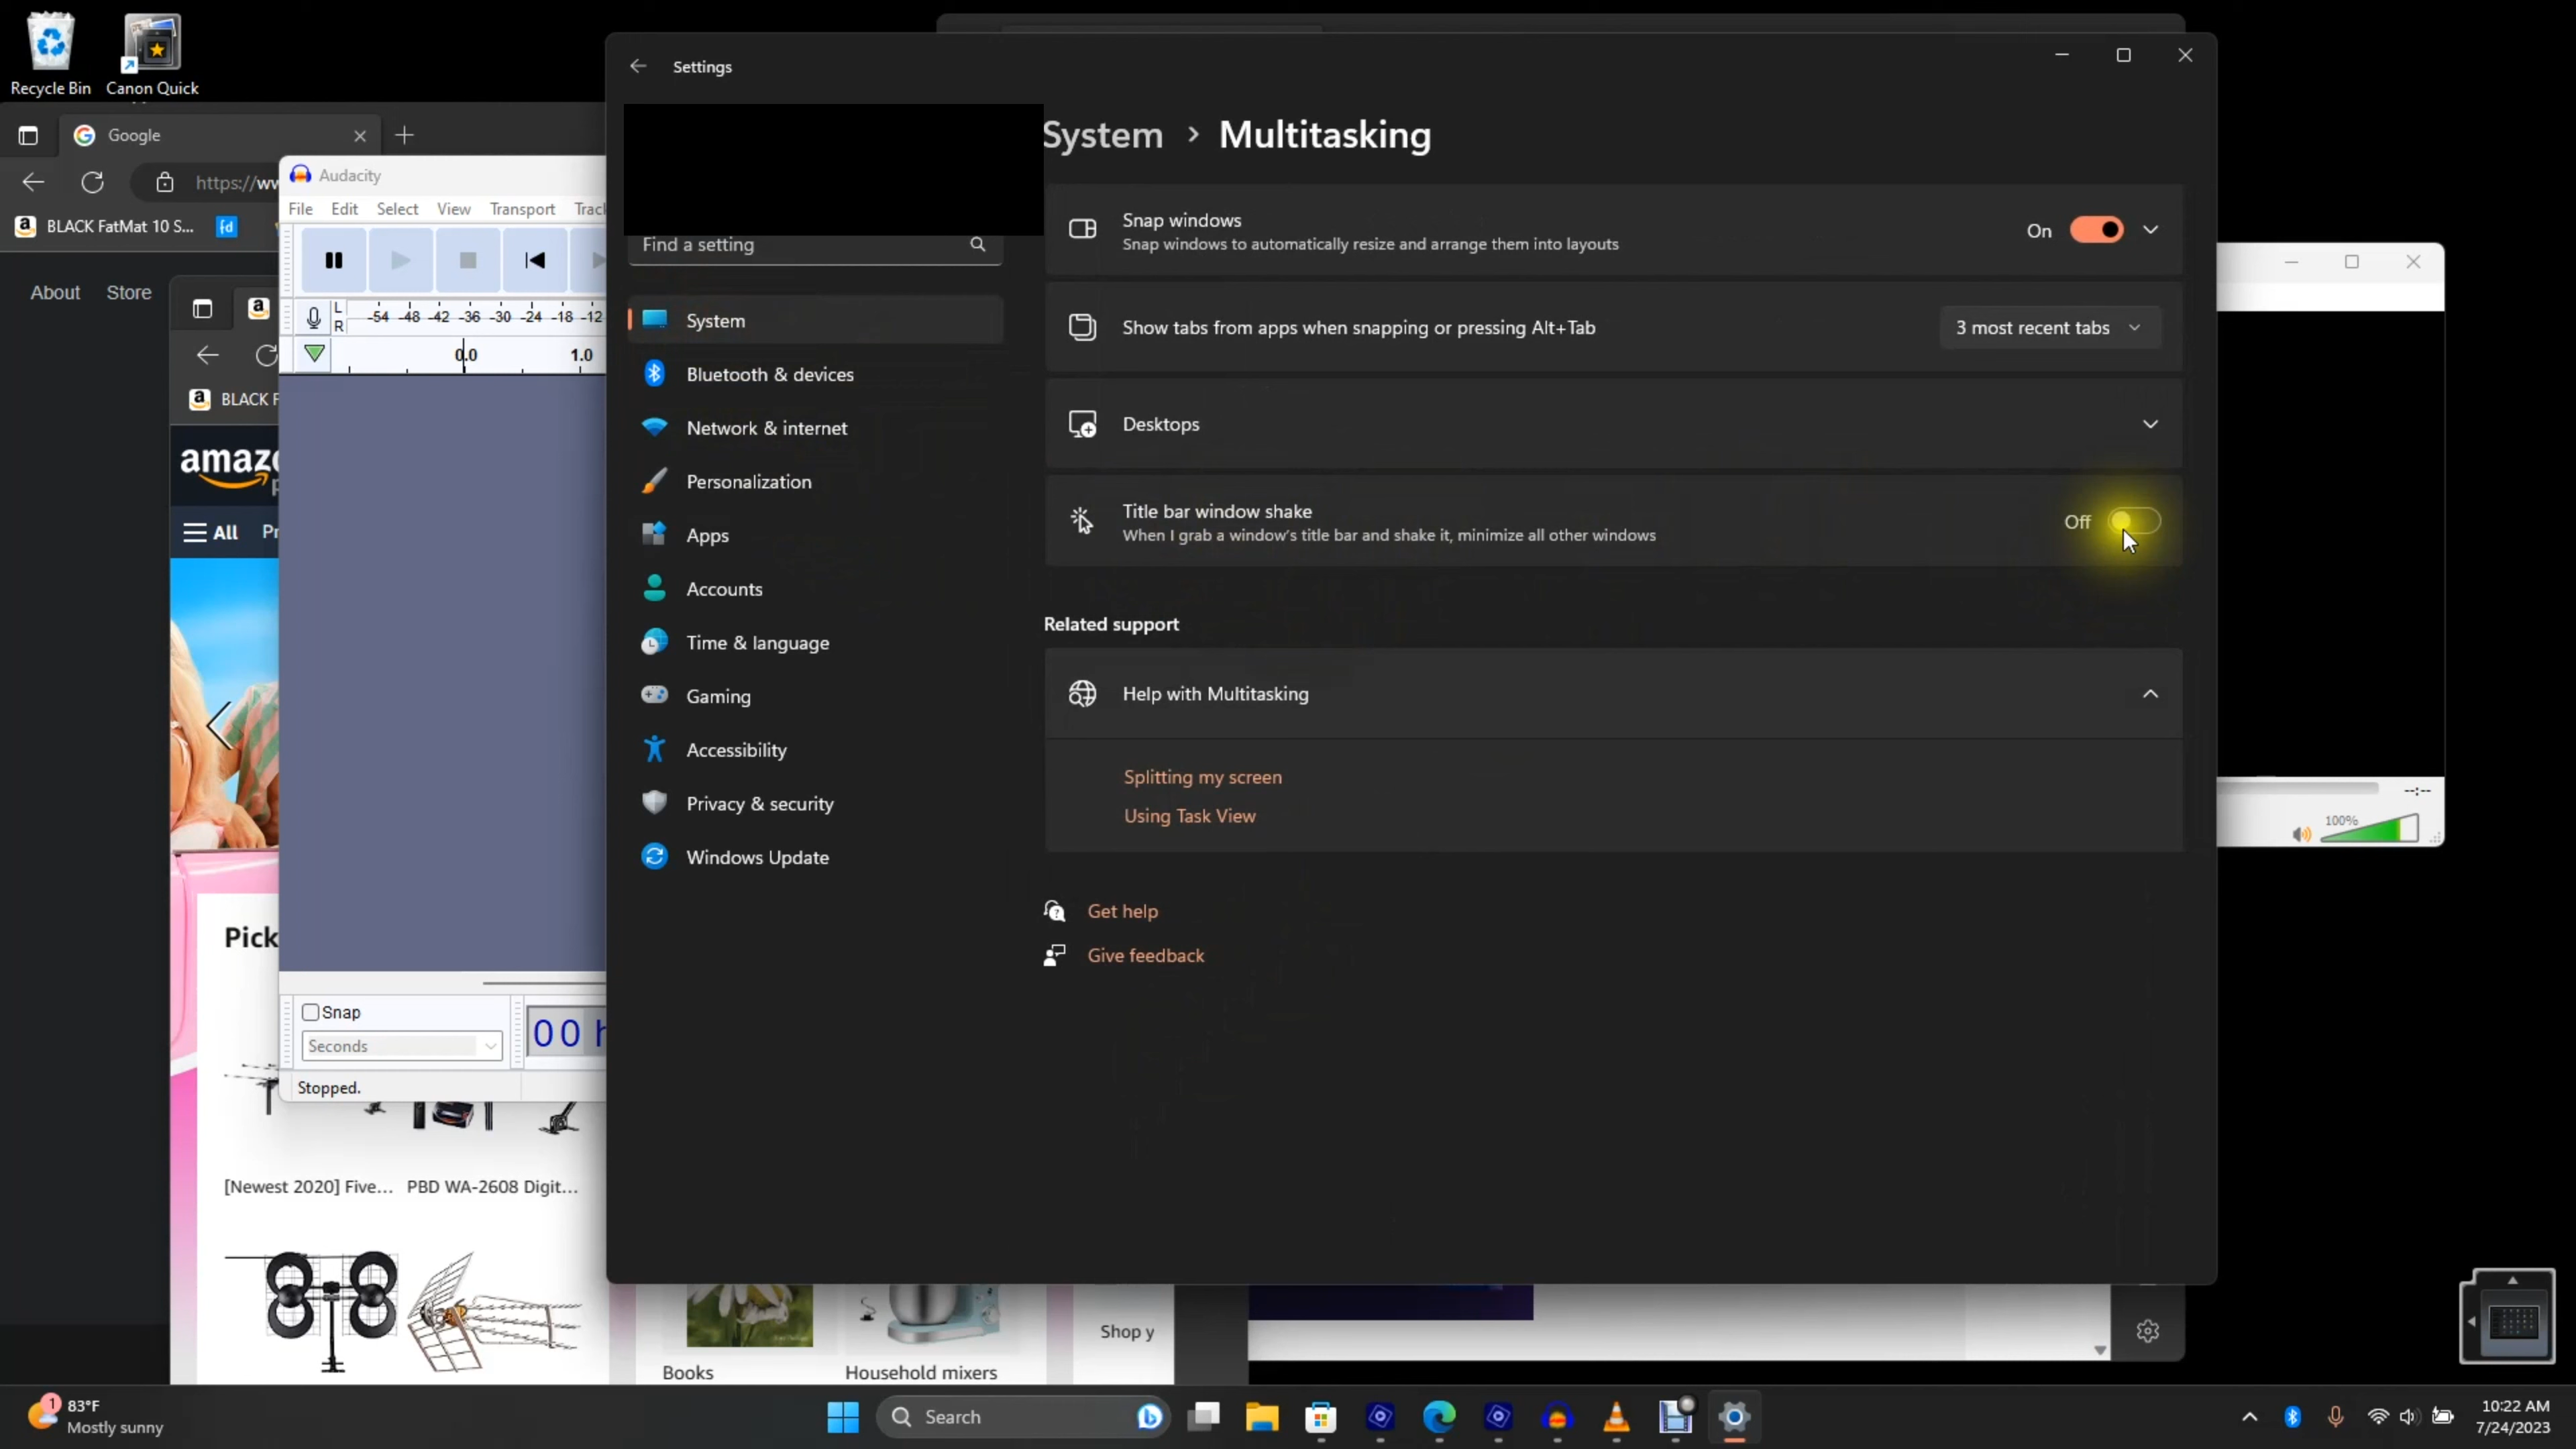 Recycle Bin
Canon Quick
Google
https://ww
BLACK FatMat 10 S...
fd
About
Store
BLACK F
amazo
p
All
Pr
Pick
[Newest 2020] Five...
PBD WA-2608 Digit...
Audacity
File
Edit
Select
View
Transport
Track
L
R
-54 -48 -42 -36 -30 -24 -18 -12
0.0
1.0
Snap
Seconds
00 h
Stopped.
Settings
Find a setting
System
Bluetooth & devices
Network & internet
Personalization
Apps
Accounts
Time & language
Gaming
Accessibility
Privacy & security
Windows Update
System > Multitasking
Snap windows
Snap windows to automatically resize and arrange them into layouts
On
Show tabs from apps when snapping or pressing Alt+Tab
3 most recent tabs
Desktops
Title bar window shake
When I grab a window's title bar and shake it, minimize all other windows
Off
Related support
Help with Multitasking
Splitting my screen
Using Task View
Get help
Give feedback
--:--
100%
Books
Household mixers
Shop y
1
83°F
Mostly sunny
Search
10:22 AM
7/24/2023